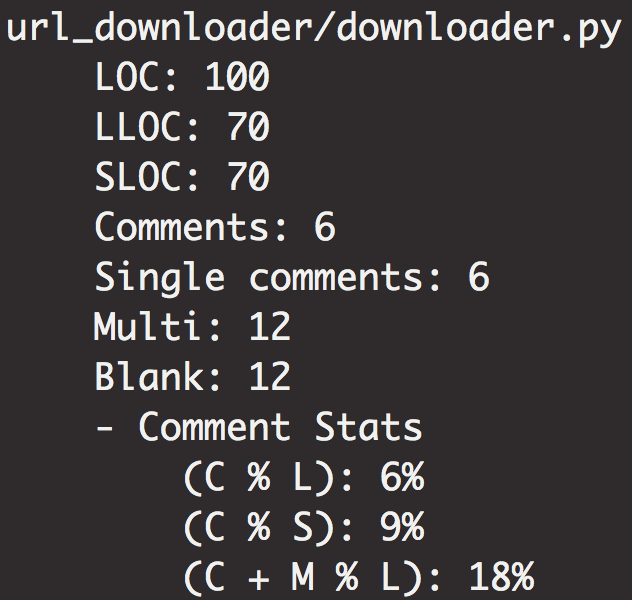 url_downloader/downloader.py
LOC: 100
LLOC: 70
SLOC: 70
Comments: 6
Single comments: 6
Multi: 12
Blank: 12
- Comment Stats
(C % L): 6%
(C % S): 9%
(C + M % L): 18%